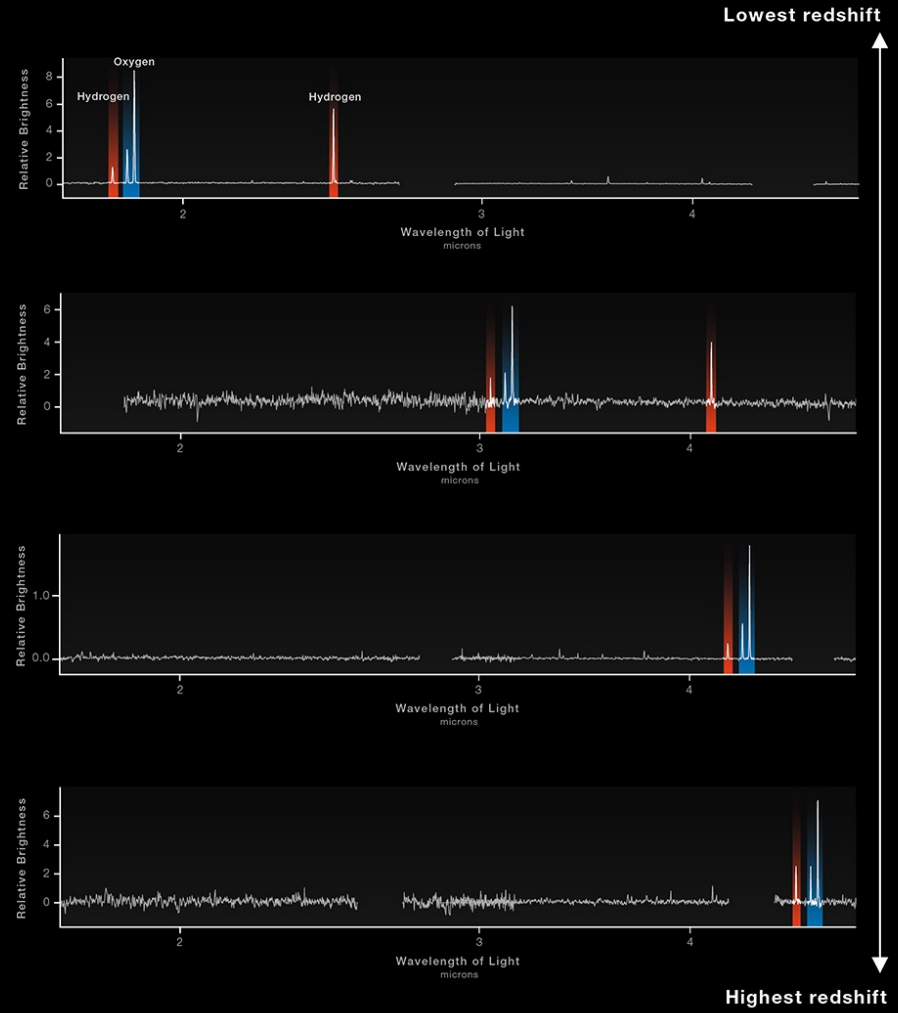 Lowest redshift
Oxygen
Hydrogen
Hydrogen
Relative Brightness
8
6
4
2
0
2
3
4
Wavelength of Light
microns
Relative Brightness
6
4
2
0
2
3
4
Wavelength of Light
microns
Relative Brightness
1.0
0.0
2
3
4
Wavelength of Light
microns
Relative Brightness
6
4
2
0
2
3
4
Wavelength of Light
microns
Highest redshift